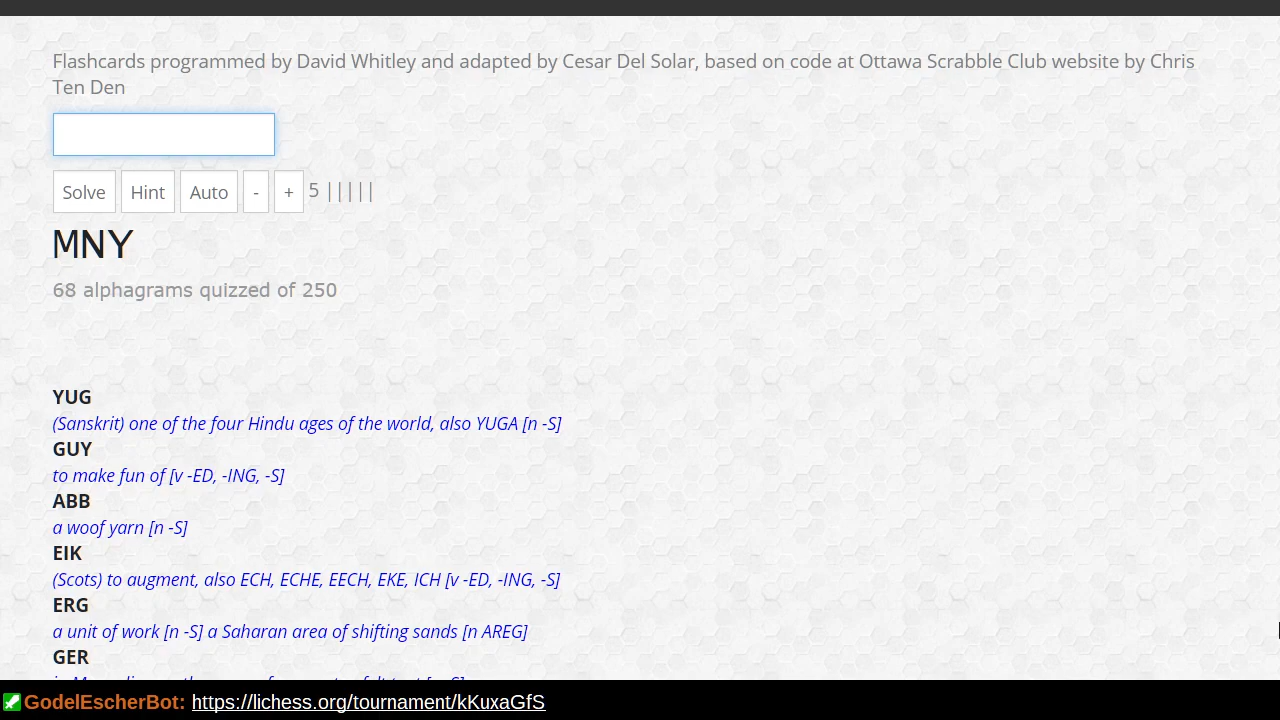 Flashcards programmed by David Whitley and adapted by Cesar Del Solar, based on code at Ottawa Scrabble Club website by Chris
Ten Den
Solve Hint Auto - + 5 |||||
MNY
68 alphagrams quizzed of 250
YUG
(Sanskrit) one of the four Hindu ages of the world, also YUGA [n -S]
GUY
to make fun of [v -ED, -ING, -S]
ABB
a woof yarn [n -S]
EIK
(Scots) to augment, also ECH, ECHE, EECH, EKE, ICH [v -ED, -ING, -S]
ERG
a unit of work [n -S] a Saharan area of shifting sands [n AREG]
GER
GodelEscherBot: https://lichess.org/tournament/kKuxaGfS